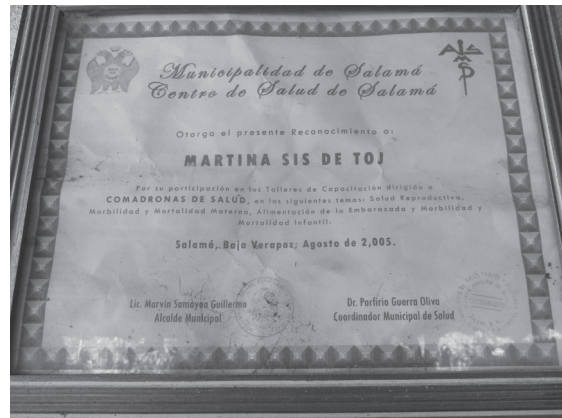 Municipalidad de Salamá
Centro de Salud de Salamá
Otorga el presente Reconocimiento a:
MARTINA SIS DE TOJ
Por su participación en los Talleres de Capacitación dirigido a
COMADRONAS DE SALUD, en los siguientes temas: Salud Reproductiva,
Morbilidad y Mortalidad Materna, Alimentación de la Embarazada y Morbilidad y
Mortalidad Infantil.
Salamá, Baja Verapaz; Agosto de 2,005.
Lic. Marvin Samayoa Guillermo
Alcalde Municipal
Dr. Porfirio Guerra Oliva
Coordinador Municipal de Salud